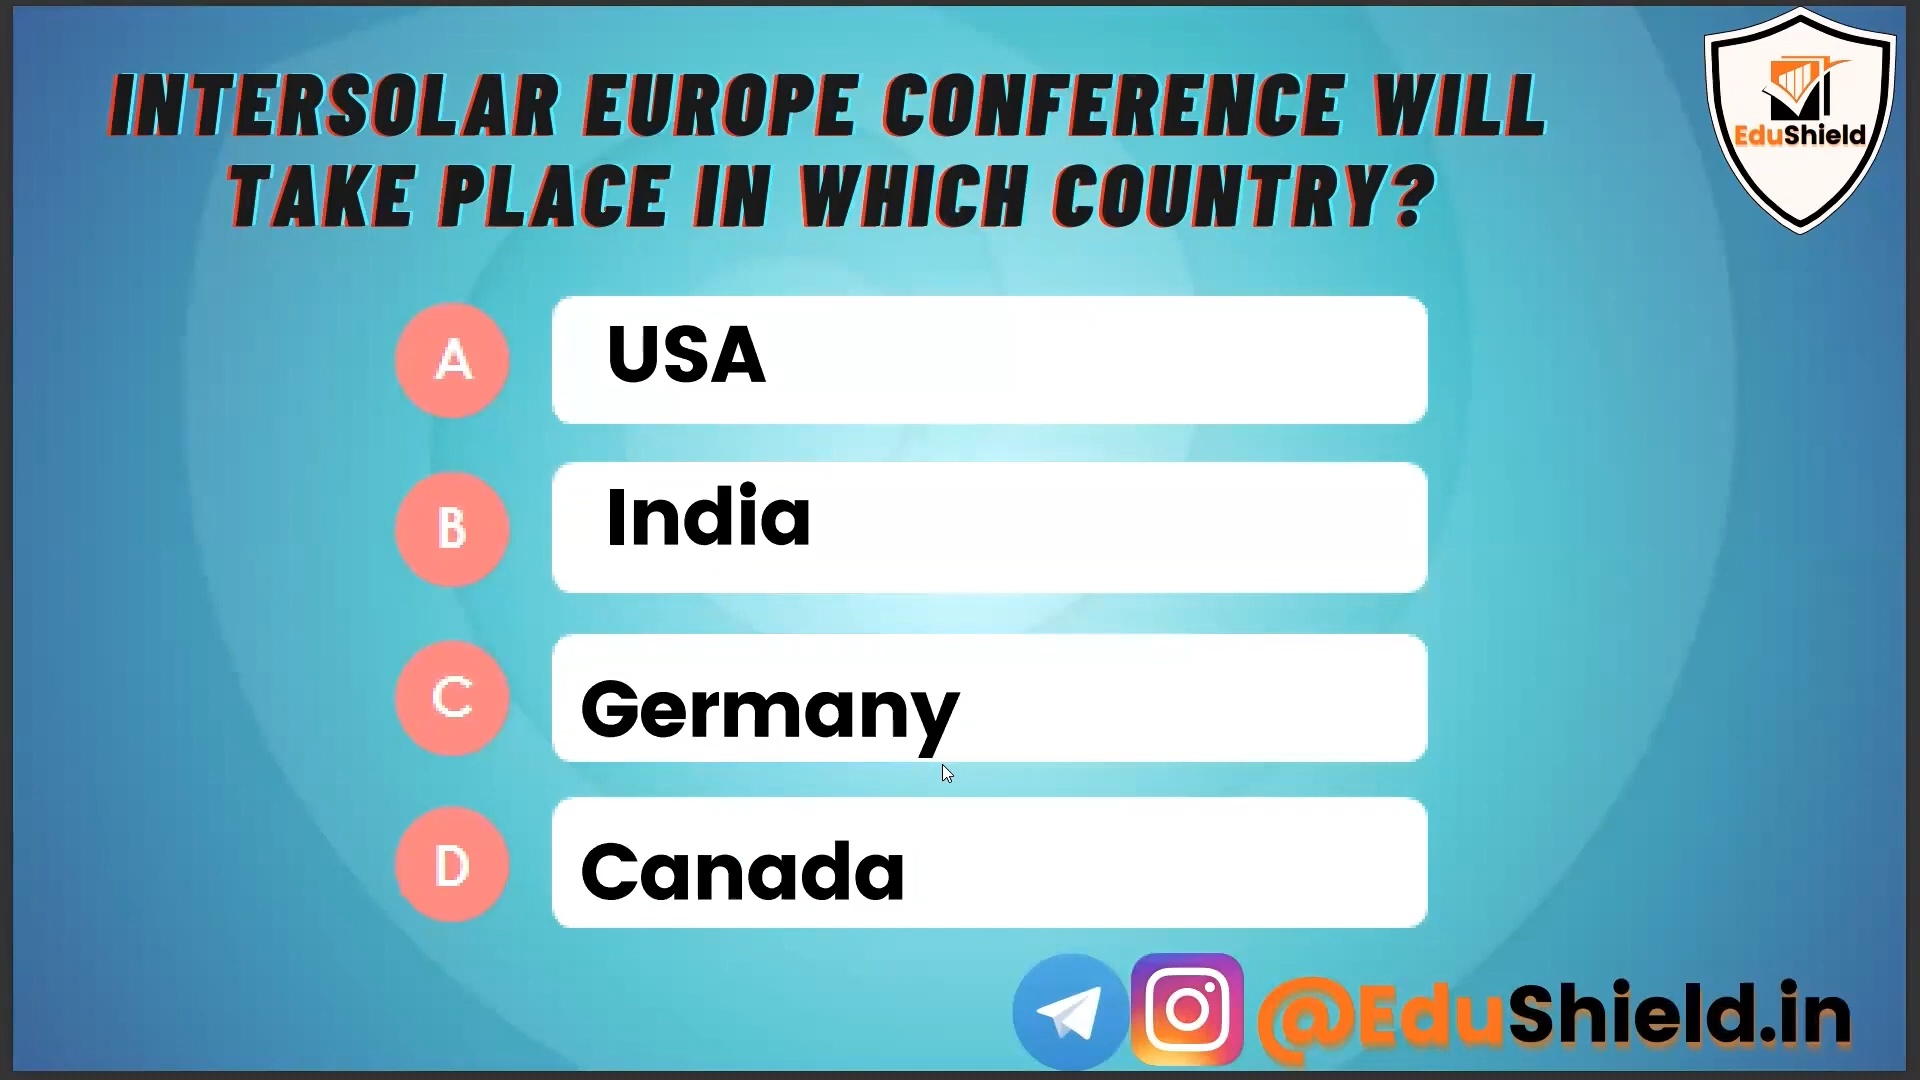 INTERSOLAR EUROPE CONFERENCE WILL
TAKE PLACE IN WHICH COUNTRY?
EduShield
A USA
B India
C Germany
D Canada
@EduShield.in